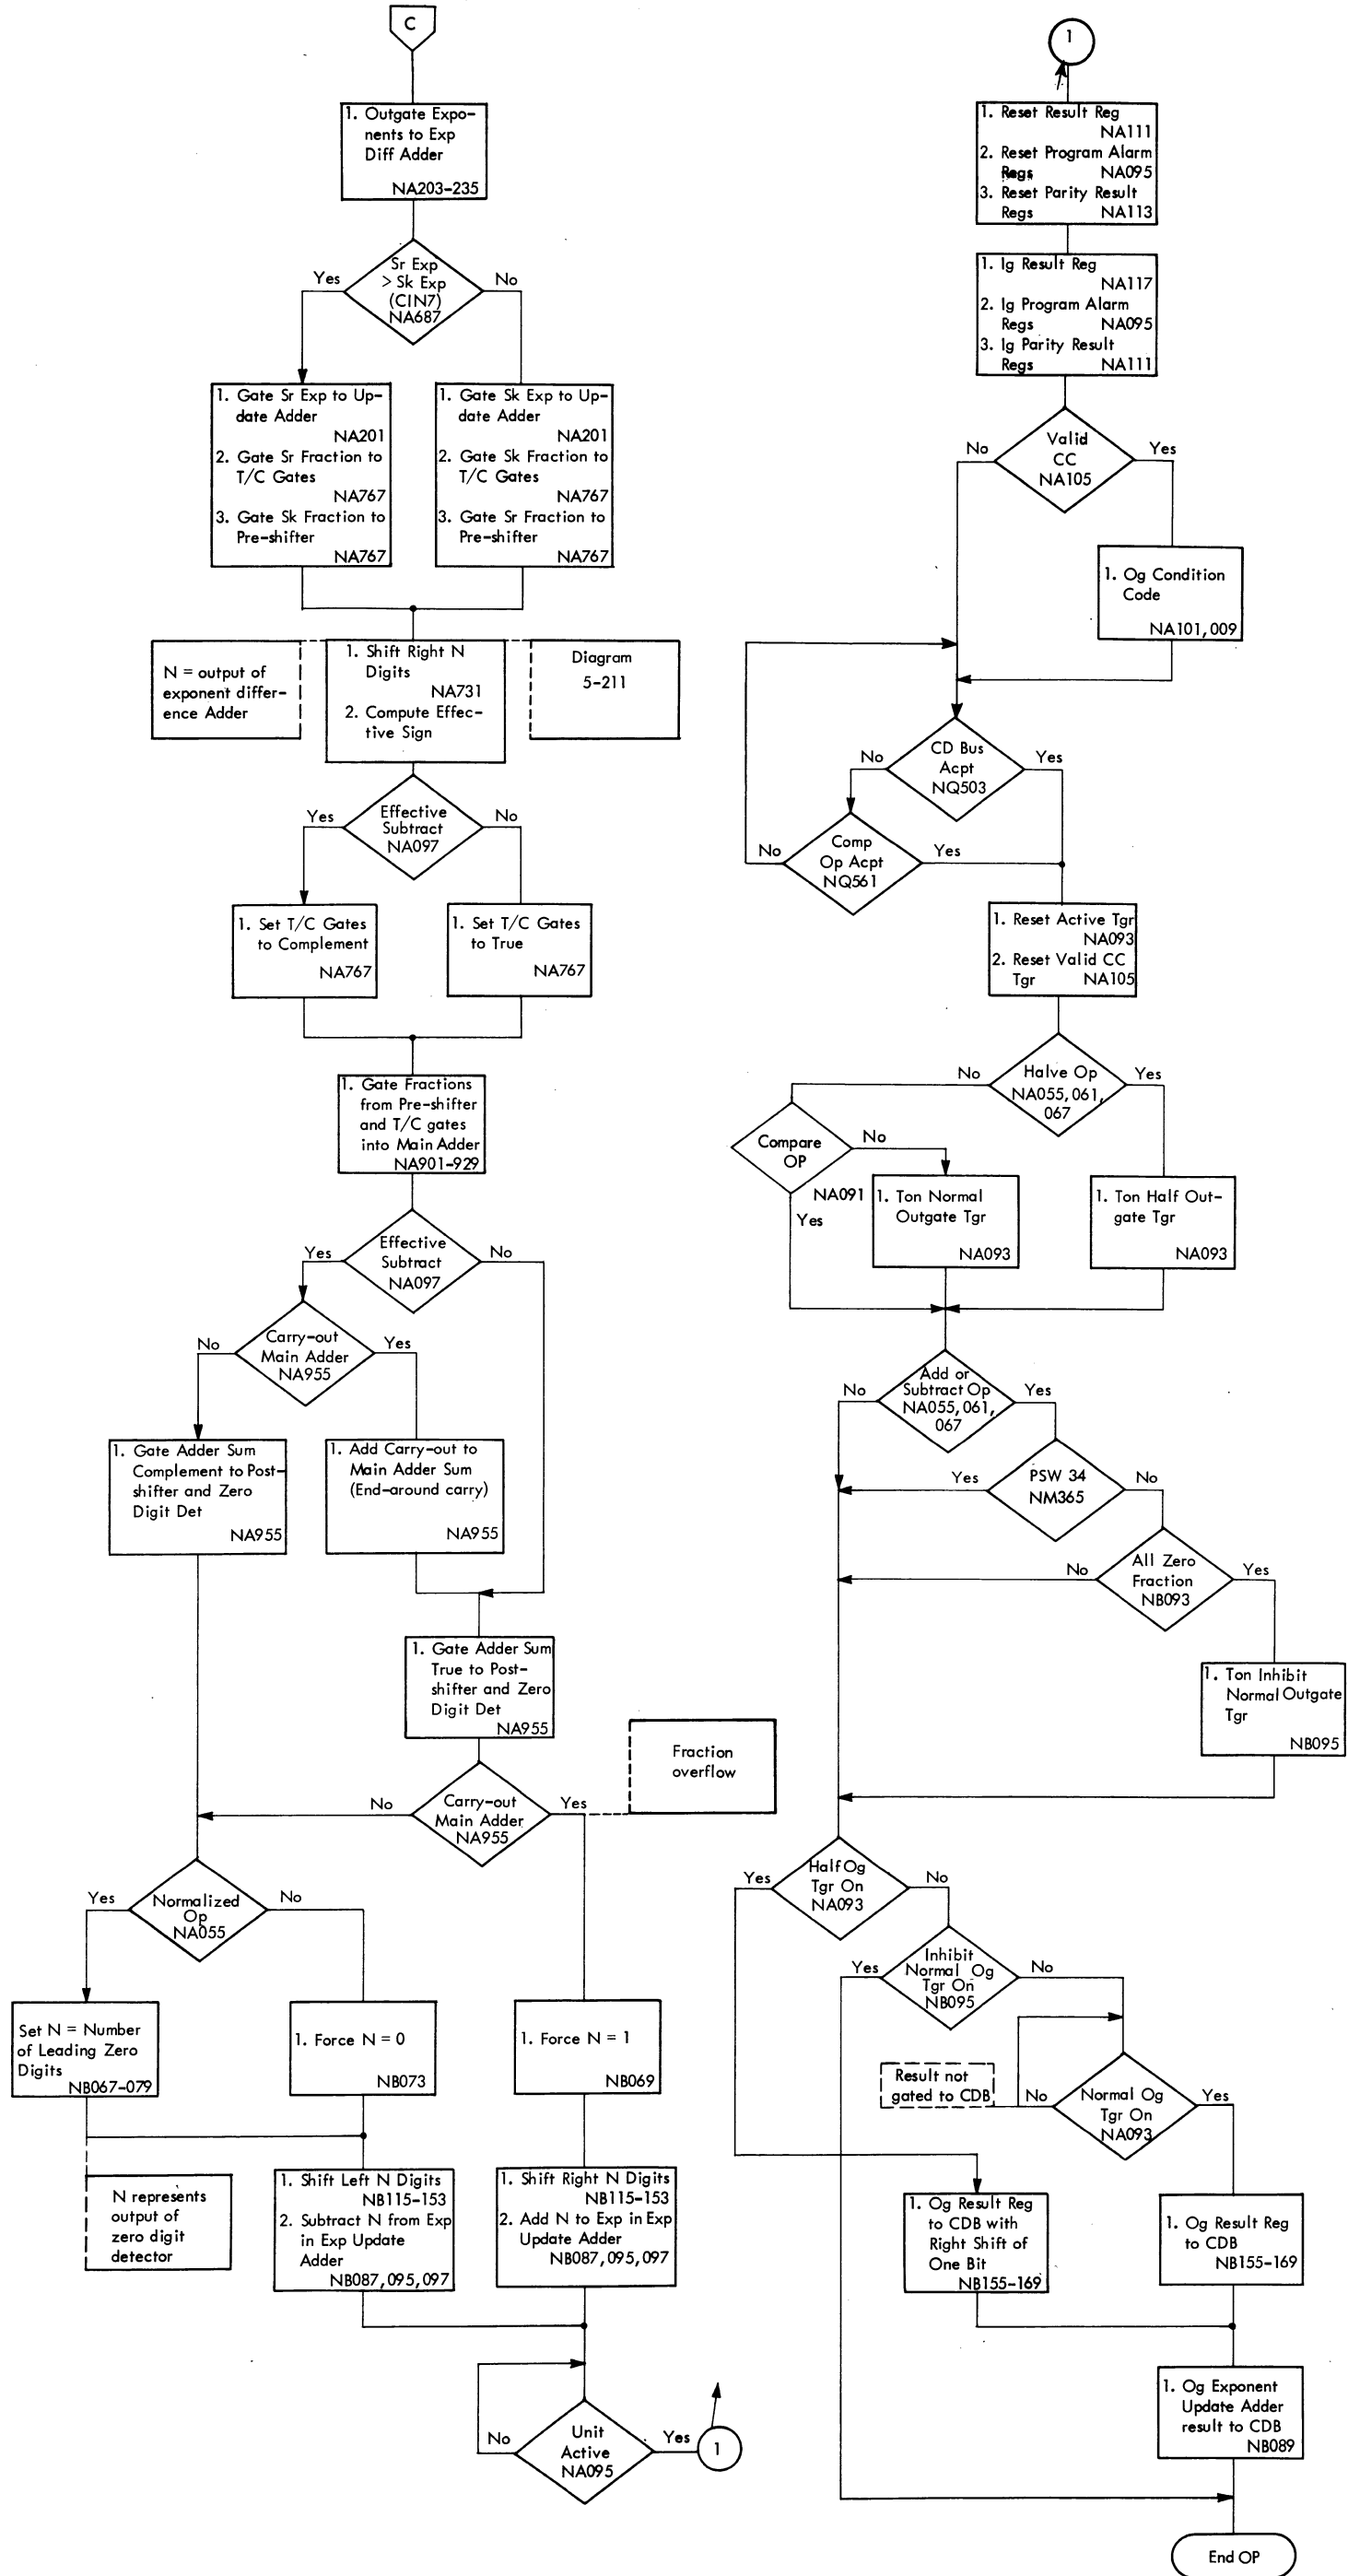 C
1. Outgate Expo-
nents to Exp
Diff Adder
NA203-235
Sr Exp
> Sk Exp
(CIN7)
NA687
Yes
No
1. Gate Sr Exp to Up-
date Adder
NA201
2. Gate Sr Fraction to
T/C Gates
NA767
3. Gate Sk Fraction to
Pre-shifter
NA767
1. Gate Sk Exp to Up-
date Adder
NA201
2. Gate Sk Fraction to
T/C Gates
NA767
3. Gate Sr Fraction to
Pre-shifter
NA767
N = output of
exponent differ-
ence Adder
1. Shift Right N
Digits
NA731
2. Compute Effec-
tive Sign
Diagram
5-211
Effective
Subtract
NA097
Yes
No
1. Set T/C Gates
to Complement
NA767
1. Set T/C Gates
to True
NA767
1. Gate Fractions
from Pre-shifter
and T/C gates
into Main Adder
NA901-929
Effective
Subtract
NA097
Yes
No
Carry-out
Main Adder
NA955
No
Yes
1. Gate Adder Sum
Complement to Post-
shifter and Zero
Digit Det
NA955
1. Add Carry-out to
Main Adder Sum
(End-around carry)
NA955
1. Gate Adder Sum
True to Post-
shifter and Zero
Digit Det
NA955
Fraction
overflow
Carry-out
Main Adder
NA955
No
Yes
Normalized
Op
NA055
Yes
No
Set N = Number
of Leading Zero
Digits
NB067-079
1. Force N = 0
NB073
1. Force N = 1
NB069
N represents
output of
zero digit
detector
1. Shift Left N Digits
NB115-153
2. Subtract N from Exp
in Exp Update
Adder
NB087,095,097
1. Shift Right N Digits
NB115-153
2. Add N to Exp in Exp
Update Adder
NB087,095,097
Unit
Active
NA095
No
Yes
1
1
1. Reset Result Reg
NA111
2. Reset Program Alarm
Regs NA095
3. Reset Parity Result
Regs NA113
1. Ig Result Reg
NA117
2. Ig Program Alarm
Regs NA095
3. Ig Parity Result
Regs NA111
Valid
CC
NA105
No
Yes
1. Og Condition
Code
NA101,009
CD Bus
Acpt
NQ503
No
Yes
Comp
Op Acpt
NQ561
No
Yes
1. Reset Active Tgr
NA093
2. Reset Valid CC
Tgr NA105
Halve Op
NA055,061,
067
No
Yes
Compare
OP
NA091
No
Yes
1. Ton Normal
Outgate Tgr
NA093
1. Ton Half Out-
gate Tgr
NA093
Add or
Subtract Op
NA055,061,
067
No
Yes
PSW 34
NM365
Yes
No
All Zero
Fraction
NB093
No
Yes
1. Ton Inhibit
Normal Outgate
Tgr
NB095
Half Og
Tgr On
NA093
Yes
No
Inhibit
Normal Og
Tgr On
NB095
Yes
No
Result not
gated to CDB
Normal Og
Tgr On
NA093
No
Yes
1. Og Result Reg
to CDB with
Right Shift of
One Bit
NB155-169
1. Og Result Reg
to CDB
NB155-169
1. Og Exponent
Update Adder
result to CDB
NB089
End OP